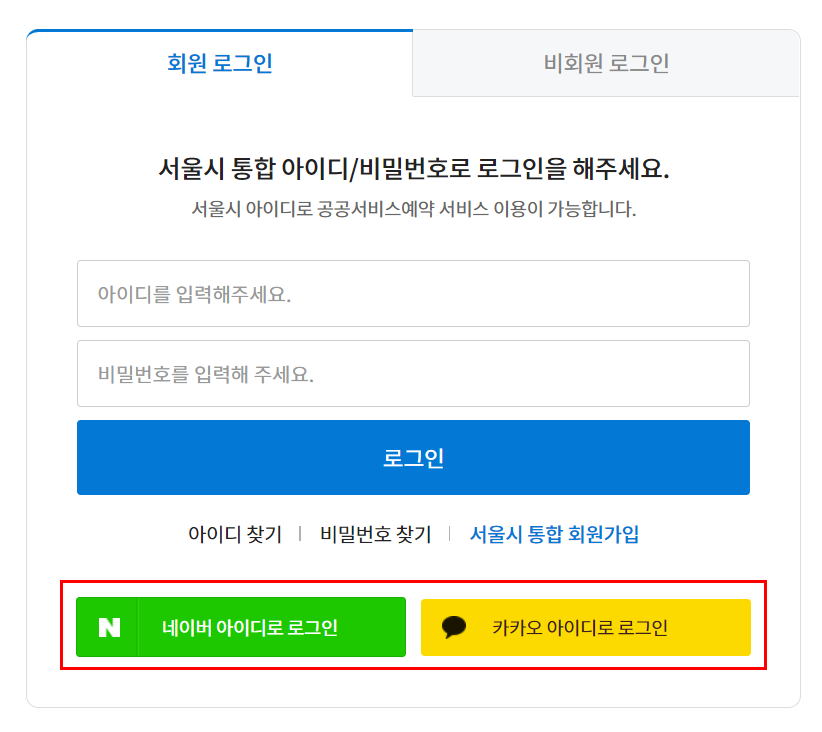 회원 로그인
비회원 로그인
서울시 통합 아이디/비밀번호로 로그인을 해주세요.
서울시 아이디로 공공서비스예약 서비스 이용이 가능합니다.
아이디를 입력해주세요.
비밀번호를 입력해 주세요.
로그인
아이디 찾기 | 비밀번호 찾기 | 서울시 통합 회원가입
N 네이버 아이디로 로그인
카카오 아이디로 로그인